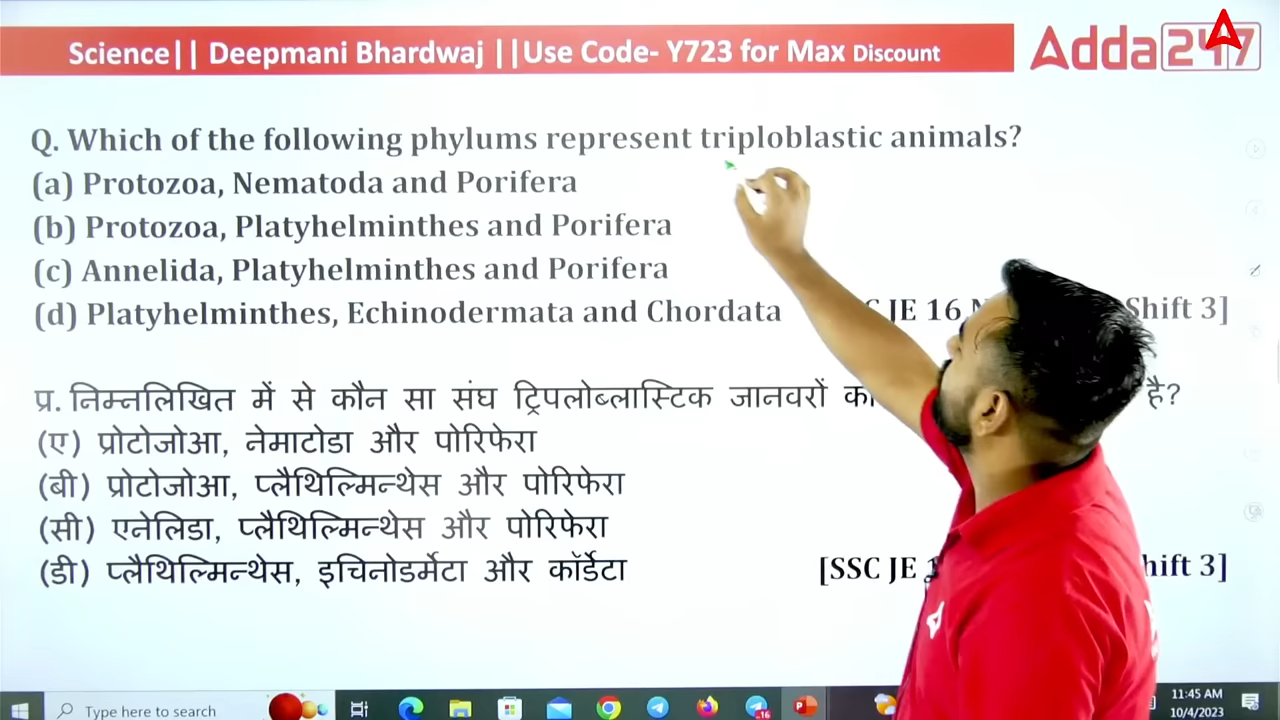 Science|| Deepmani Bhardwaj ||Use Code- Y723 for Max Discount
Adda 247
Q. Which of the following phylums represent triploblastic animals?
(a) Protozoa, Nematoda and Porifera
(b) Protozoa, Platyhelminthes and Porifera
(c) Annelida, Platyhelminthes and Porifera
(d) Platyhelminthes, Echinodermata and Chordata JE 16 Shift 3]
प्र. निम्नलिखित में से कौन सा संघ ट्रिपलोब्लास्टिक जानवरों है?
(ए) प्रोटोजोआ, नेमाटोडा और पोरिफेरा
(बी) प्रोटोजोआ, प्लैथिल्मिन्थेस और पोरिफेरा
(सी) एनेलिडा, प्लैथिल्मिन्थेस और पोरिफेरा
(डी) प्लैथिल्मिन्थेस, इचिनोडर्मेटा और कॉर्डेटा [SSC JE 3]
Type here to search
16
11:45 AM
10/4/2023